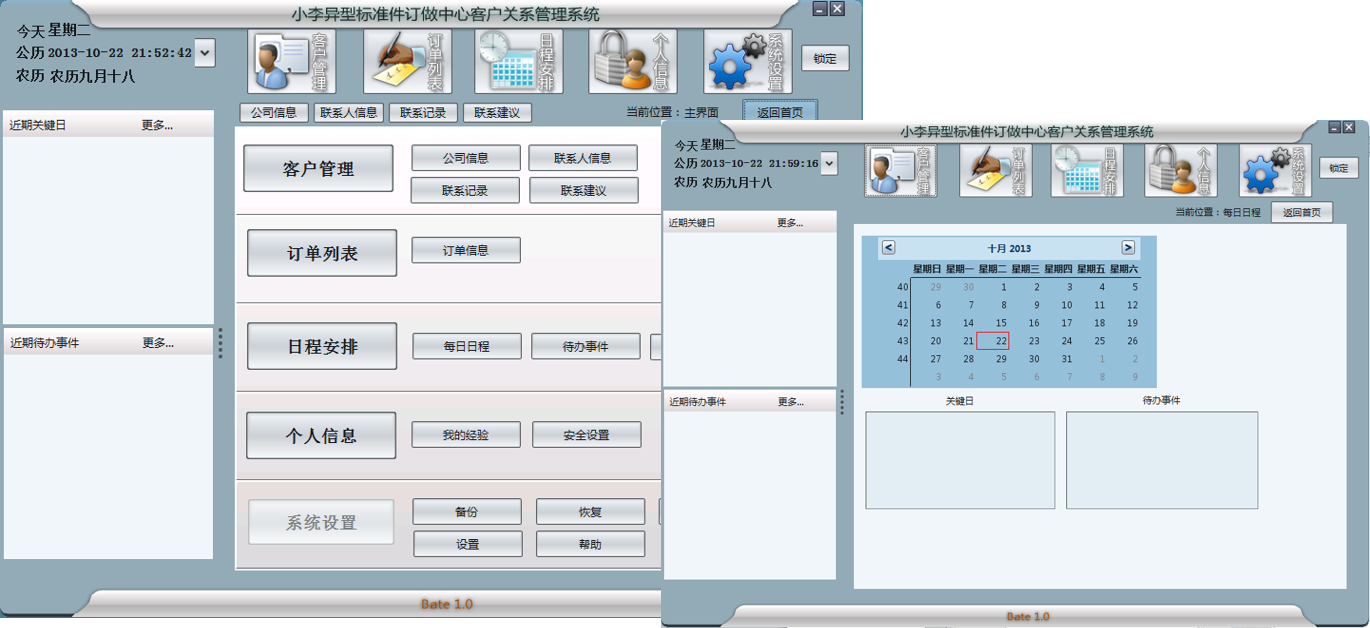 小李异型标准件订做中心客户关系管理系统
今天 星期二
公历 2013-10-22 21:52:42
农历 农历九月十八
客户管理
订单列表
日程安排
个人信息
系统设置
锁定
公司信息 联系人信息 联系记录 联系建议
当前位置：主界面 返回首页
近期关键日 更多...
近期待办事件 更多...
客户管理 公司信息 联系人信息
联系记录 联系建议
订单列表 订单信息
日程安排 每日日程 待办事件
个人信息 我的经验 安全设置
系统设置 备份 恢复
设置 帮助
Bate 1.0
小李异型标准件订做中心客户关系管理系统
今天 星期二
公历 2013-10-22 21:59:16
农历 农历九月十八
客户管理
订单列表
日程安排
个人信息
系统设置
锁定
当前位置：每日日程 返回首页
近期关键日 更多...
近期待办事件 更多...
< 十月 2013 >
星期日 星期一 星期二 星期三 星期四 星期五 星期六
40 29 30 1 2 3 4 5
41 6 7 8 9 10 11 12
42 13 14 15 16 17 18 19
43 20 21 22 23 24 25 26
44 27 28 29 30 31 1 2
3 4 5 6 7 8 9
关键日 待办事件
Bate 1.0